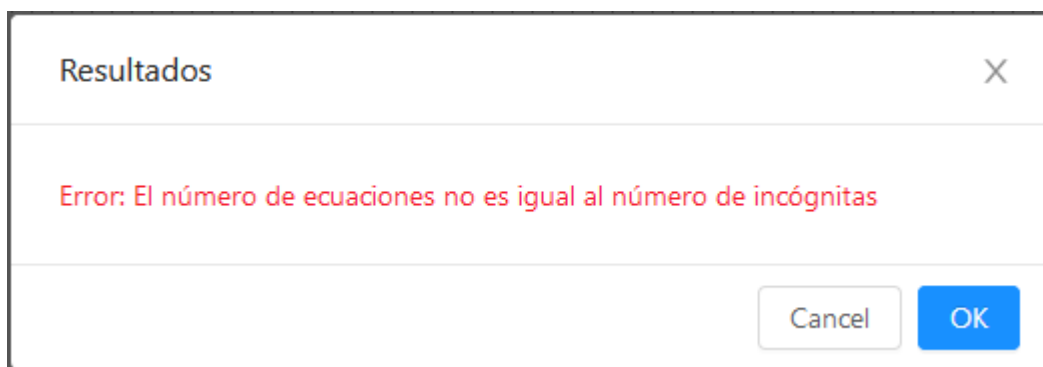 Resultados
Error: El número de ecuaciones no es igual al número de incógnitas
Cancel
OK